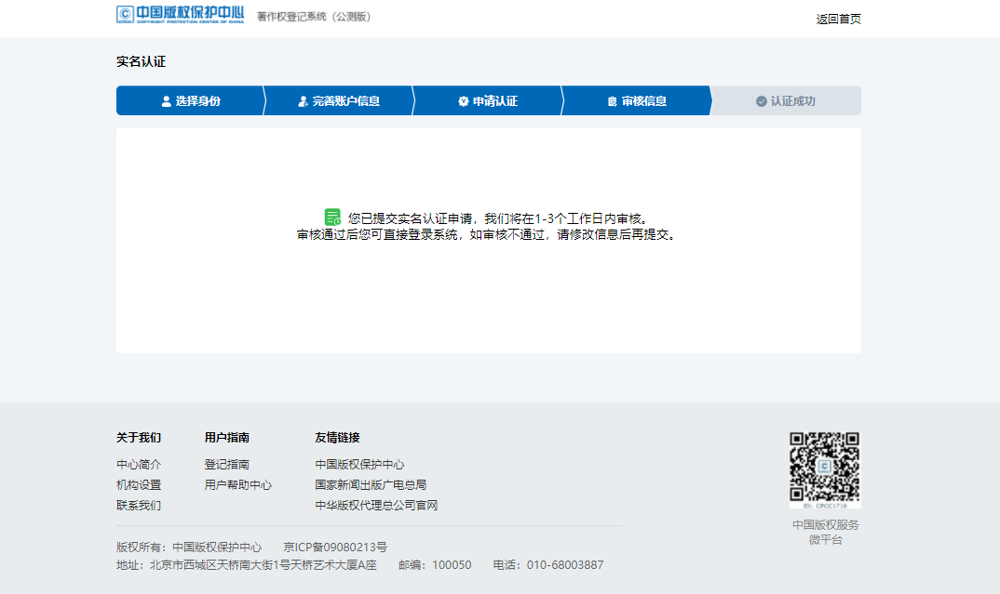 中国版权保护中心 著作权登记系统（公测版）
COPYRIGHT PROTECTION CENTER OF CHINA
返回首页
实名认证
选择身份 完善账户信息 申请认证 审核信息 认证成功
您已提交实名认证申请，我们将在1-3个工作日内审核。
审核通过后您可直接登录系统，如审核不通过，请修改信息后再提交。
关于我们 用户指南 友情链接
中心简介 登记指南 中国版权保护中心
机构设置 用户帮助中心 国家新闻出版广电总局
联系我们 中华版权代理总公司官网
ID: CPCC1718
中国版权服务
微平台
版权所有：中国版权保护中心 京ICP备09080213号
地址：北京市西城区天桥南大街1号天桥艺术大厦A座 邮编：100050 电话：010-68003887